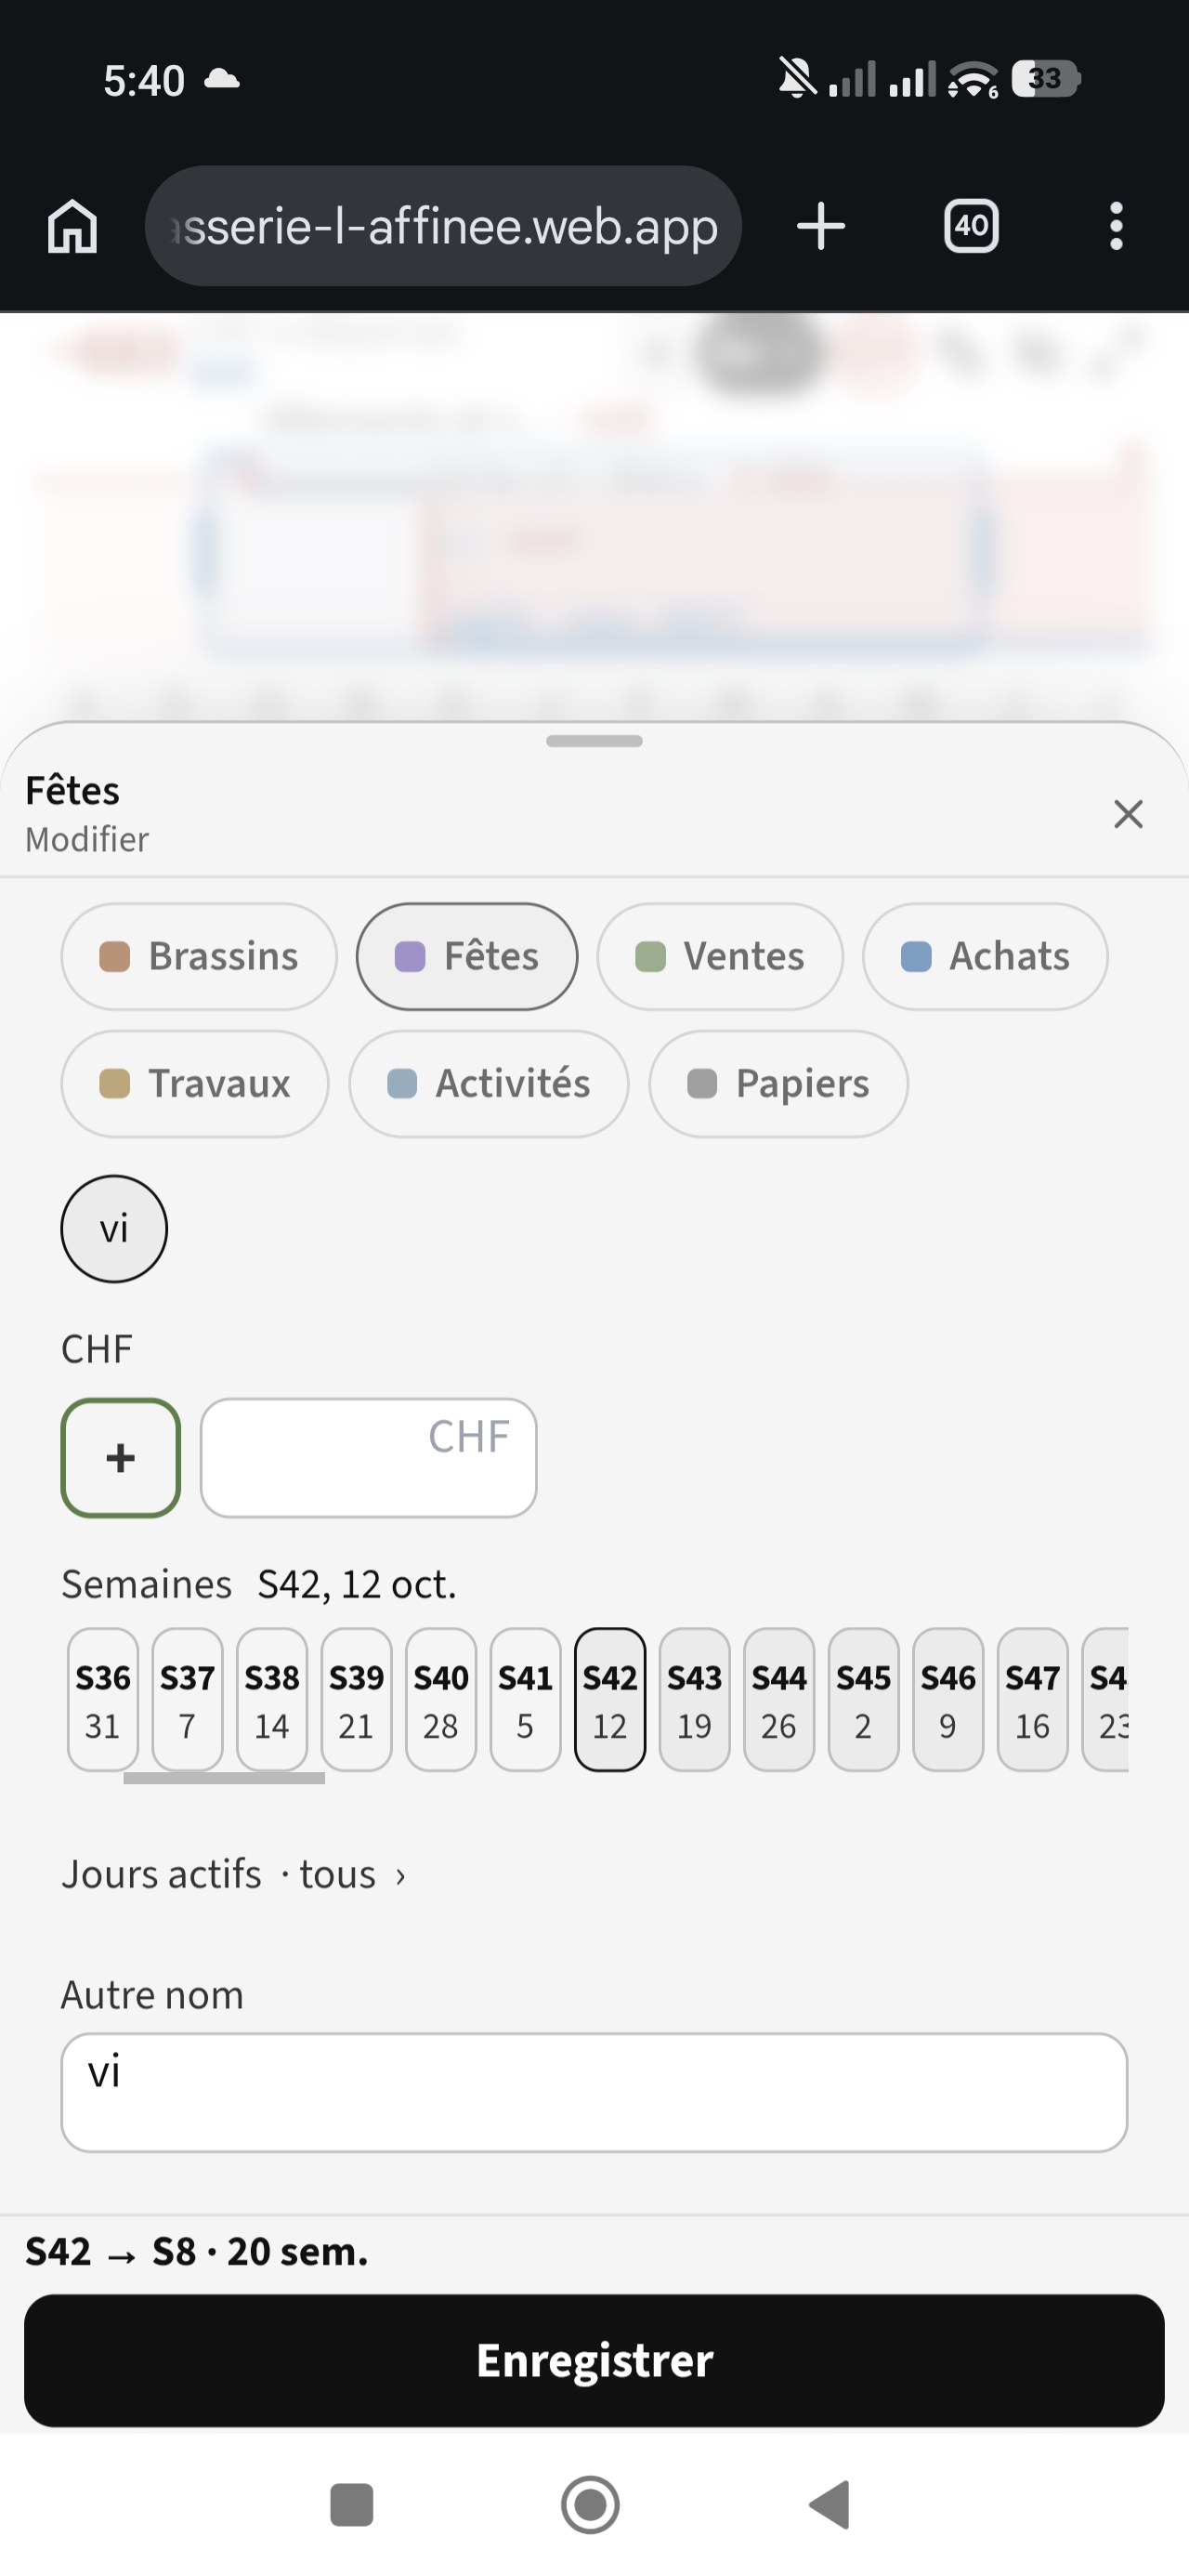 5:40
6
33
asserie-l-affinee.web.app
40
Fêtes
Modifier
Brassins
Fêtes
Ventes
Achats
Travaux
Activités
Papiers
vi
CHF
+
CHF
Semaines S42, 12 oct.
S36 S37 S38 S39 S40 S41 S42 S43 S44 S45 S46 S47 S4
31 7 14 21 28 5 12 19 26 2 9 16 23
Jours actifs · tous ›
Autre nom
vi
S42 → S8 · 20 sem.
Enregistrer